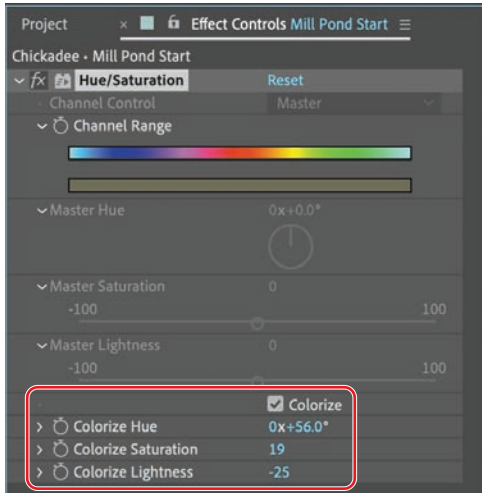 Project × Effect Controls Mill Pond Start
Chickadee • Mill Pond Start
fx Hue/Saturation Reset
Channel Control Master
Channel Range
Master Hue 0x+0.0°
Master Saturation 0
-100 100
Master Lightness 0
-100 100
Colorize
Colorize Hue 0x+56.0°
Colorize Saturation 19
Colorize Lightness -25